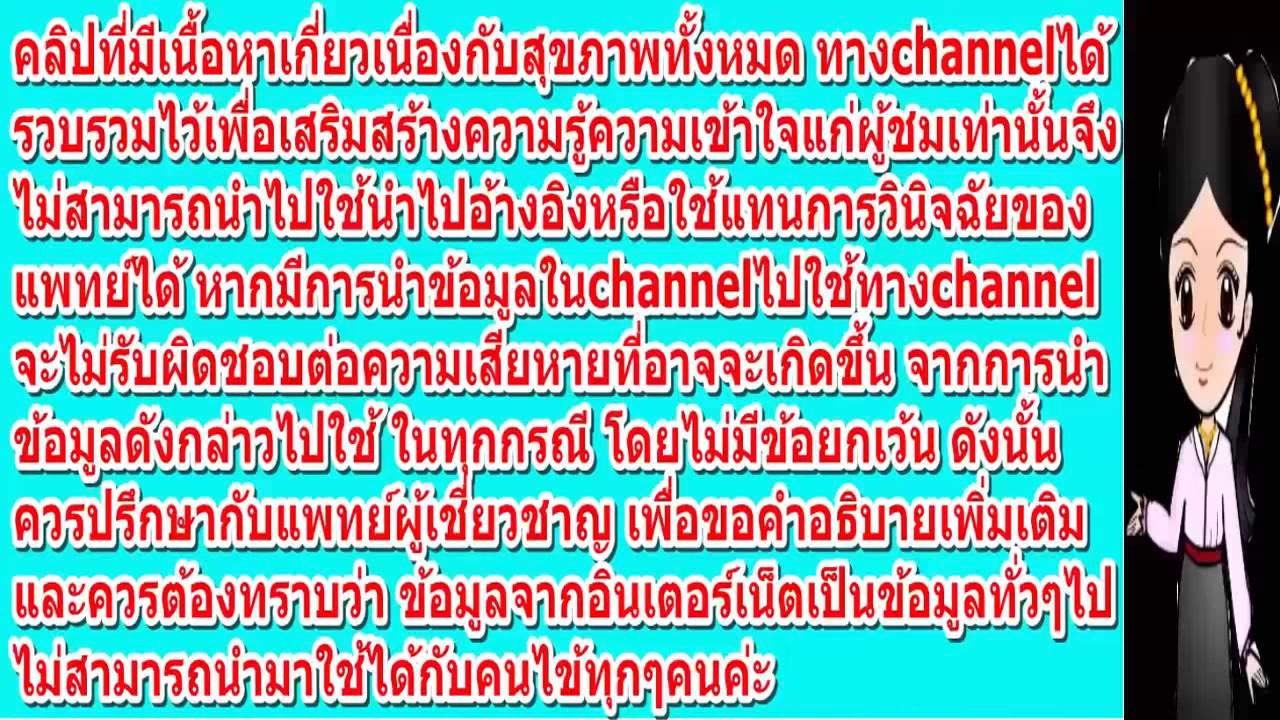 คลิปที่มีเนื้อหาเกี่ยวเนื่องกับสุขภาพทั้งหมด ทางchannelได้
รวบรวมไว้เพื่อเสริมสร้างความรู้ความเข้าใจแก่ผู้ชมเท่านั้นจึง
ไม่สามารถนำไปใช้นำไปอ้างอิงหรือใช้แทนการวินิจฉัยของ
แพทย์ได้ หากมีการนำข้อมูลในchannelไปใช้ทางchannel
จะไม่รับผิดชอบต่อความเสียหายที่อาจจะเกิดขึ้น จากการนำ
ข้อมูลดังกล่าวไปใช้ ในทุกกรณี โดยไม่มีข้อยกเว้น ดังนั้น
ควรปรึกษากับแพทย์ผู้เชี่ยวชาญ เพื่อขอคำอธิบายเพิ่มเติม
และควรต้องทราบว่า ข้อมูลจากอินเตอร์เน็ตเป็นข้อมูลทั่วๆไป
ไม่สามารถนำมาใช้ได้กับคนไข้ทุกๆคนค่ะ